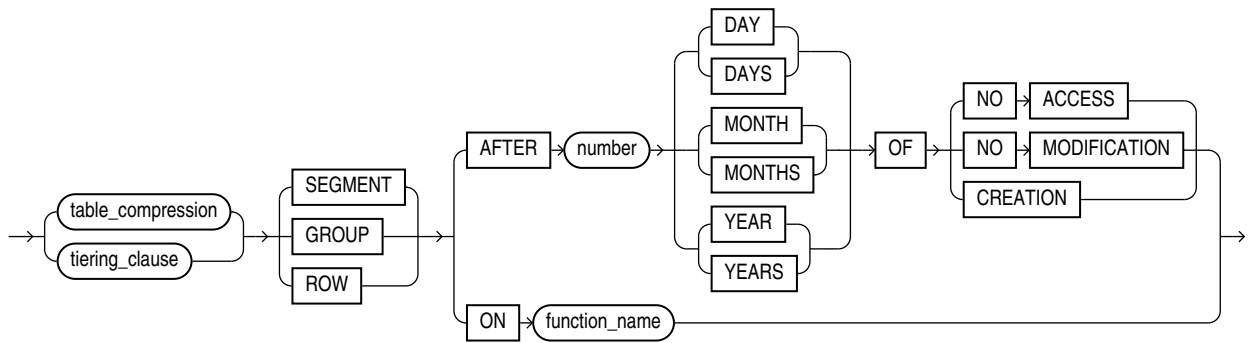 table_compression
tiering_clause
SEGMENT
GROUP
ROW
AFTER number
DAY
DAYS
MONTH
MONTHS
YEAR
YEARS
OF
NO ACCESS
NO MODIFICATION
CREATION
ON function_name